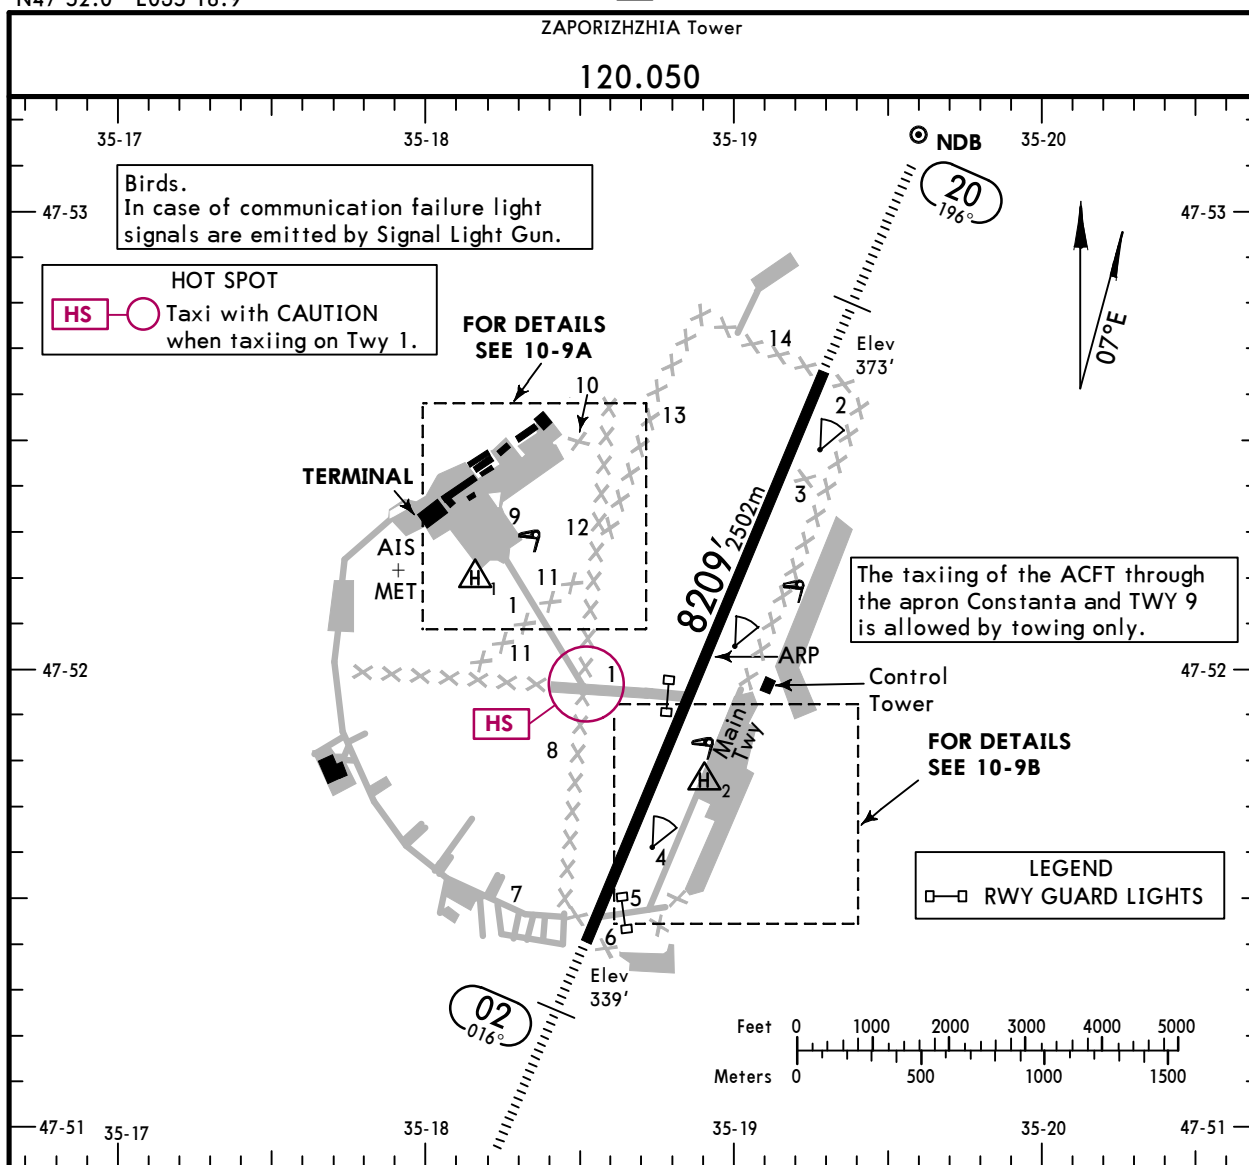 ZAPORIZHZHIA Tower
120.050
35-17
35-18
35-19
35-20
NDB
20
196°
47-53
47-53
Birds.
In case of communication failure light
signals are emitted by Signal Light Gun.
HOT SPOT
HS
Taxi with CAUTION
when taxiing on Twy 1.
07°E
FOR DETAILS
SEE 10-9A
14
Elev
373'
10
13
2
TERMINAL
3
9
12
8209' 2502m
AIS
+
MET
H
1
11
1
The taxiing of the ACFT through
the apron Constanta and TWY 9
is allowed by towing only.
11
ARP
47-52
47-52
1
Control
Tower
HS
Main
Twy
8
FOR DETAILS
SEE 10-9B
H
2
4
LEGEND
RWY GUARD LIGHTS
7
5
6
Elev
339'
02
016°
Feet 0 1000 2000 3000 4000 5000
Meters 0 500 1000 1500
47-51
35-17
35-18
35-19
35-20
47-51